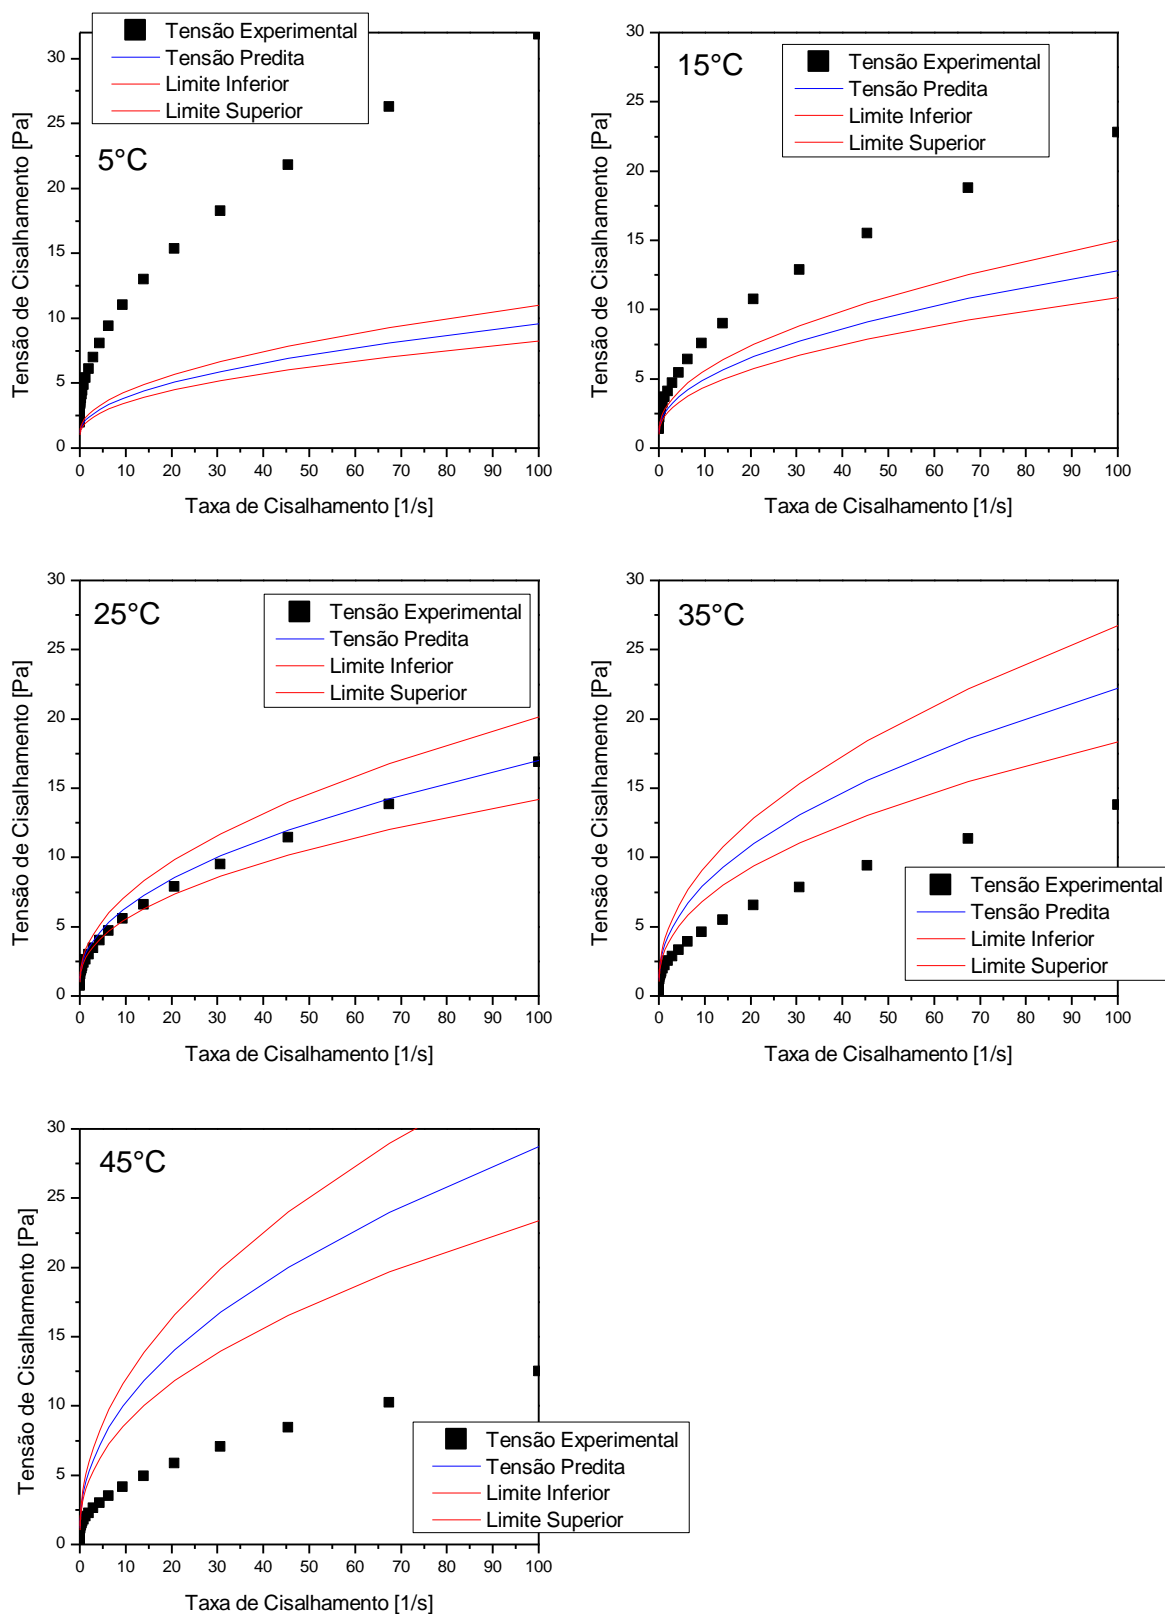 Tensão Experimental
Tensão Predita
Limite Inferior
Limite Superior
5°C
Tensão de Cisalhamento [Pa]
30
25
20
15
10
5
0
0 10 20 30 40 50 60 70 80 90 100
Taxa de Cisalhamento [1/s]
Tensão Experimental
Tensão Predita
Limite Inferior
Limite Superior
15°C
Tensão de Cisalhamento [Pa]
30
25
20
15
10
5
0
0 10 20 30 40 50 60 70 80 90 100
Taxa de Cisalhamento [1/s]
25°C
Tensão Experimental
Tensão Predita
Limite Inferior
Limite Superior
Tensão de Cisalhamento [Pa]
30
25
20
15
10
5
0
0 10 20 30 40 50 60 70 80 90 100
Taxa de Cisalhamento [1/s]
35°C
Tensão de Cisalhamento [Pa]
30
25
20
15
10
5
0
Tensão Experimental
Tensão Predita
Limite Inferior
Limite Superior
0 10 20 30 40 50 60 70 80 90 100
Taxa de Cisalhamento [1/s]
45°C
Tensão de Cisalhamento [Pa]
30
25
20
15
10
5
0
Tensão Experimental
Tensão Predita
Limite Inferior
Limite Superior
0 10 20 30 40 50 60 70 80 90 100
Taxa de Cisalhamento [1/s]